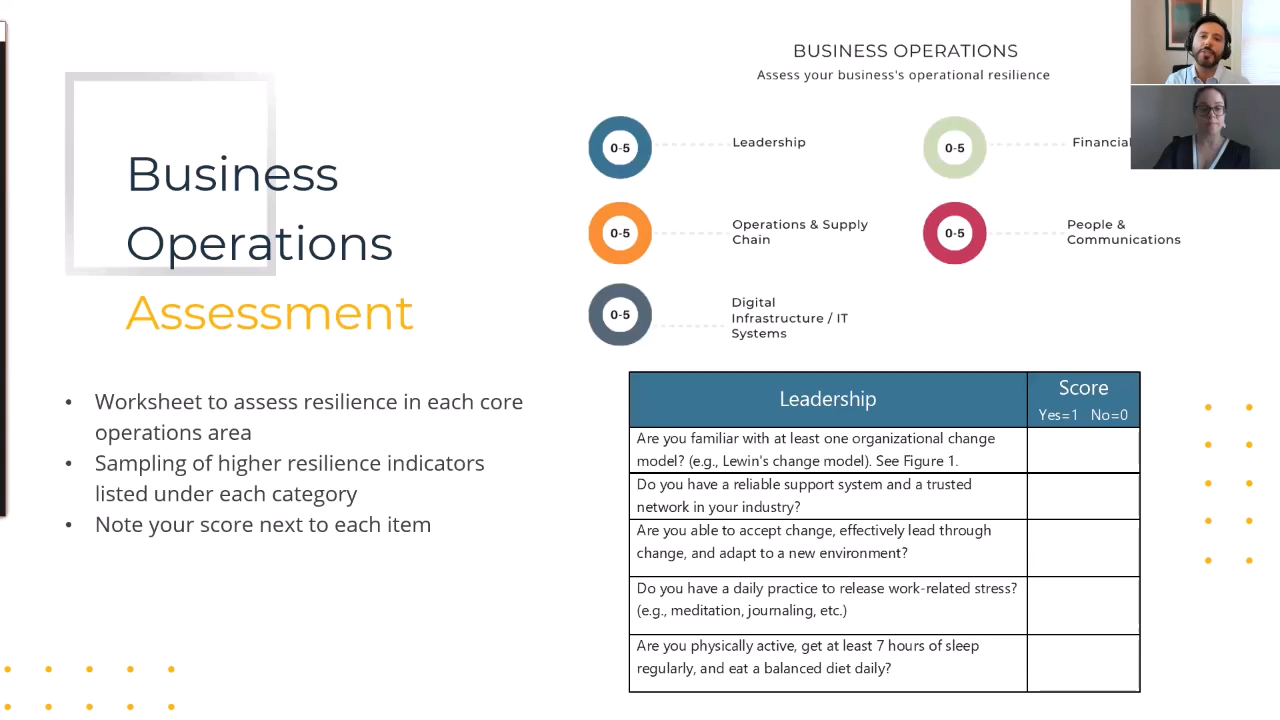 Business
Operations
Assessment
• Worksheet to assess resilience in each core
operations area
• Sampling of higher resilience indicators
listed under each category
• Note your score next to each item
BUSINESS OPERATIONS
Assess your business's operational resilience
0-5 Leadership
0-5 Financial
0-5 Operations & Supply
Chain
0-5 People &
Communications
0-5 Digital
Infrastructure / IT
Systems
Leadership
Score
Yes=1 No=0
Are you familiar with at least one organizational change
model? (e.g., Lewin's change model). See Figure 1.
Do you have a reliable support system and a trusted
network in your industry?
Are you able to accept change, effectively lead through
change, and adapt to a new environment?
Do you have a daily practice to release work-related stress?
(e.g., meditation, journaling, etc.)
Are you physically active, get at least 7 hours of sleep
regularly, and eat a balanced diet daily?